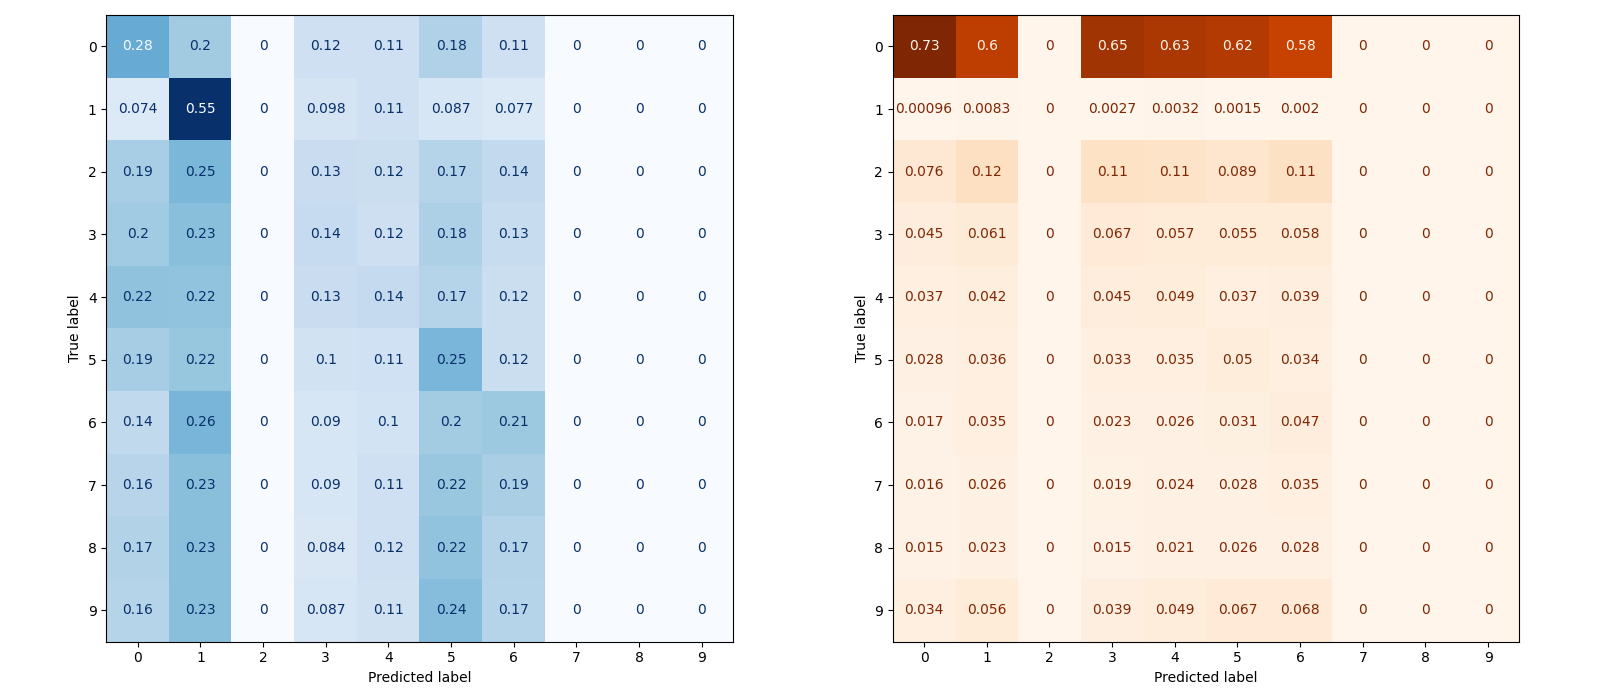 0 0.28 0.2 0 0.12 0.11 0.18 0.11 0 0 0
1 0.074 0.55 0 0.098 0.11 0.087 0.077 0 0 0
2 0.19 0.25 0 0.13 0.12 0.17 0.14 0 0 0
3 0.2 0.23 0 0.14 0.12 0.18 0.13 0 0 0
4 0.22 0.22 0 0.13 0.14 0.17 0.12 0 0 0
True label
5 0.19 0.22 0 0.1 0.11 0.25 0.12 0 0 0
6 0.14 0.26 0 0.09 0.1 0.2 0.21 0 0 0
7 0.16 0.23 0 0.09 0.11 0.22 0.19 0 0 0
8 0.17 0.23 0 0.084 0.12 0.22 0.17 0 0 0
9 0.16 0.23 0 0.087 0.11 0.24 0.17 0 0 0
0 1 2 3 4 5 6 7 8 9
Predicted label
0 0.73 0.6 0 0.65 0.63 0.62 0.58 0 0 0
1 0.00096 0.0083 0 0.0027 0.0032 0.0015 0.002 0 0 0
2 0.076 0.12 0 0.11 0.11 0.089 0.11 0 0 0
3 0.045 0.061 0 0.067 0.057 0.055 0.058 0 0 0
4 0.037 0.042 0 0.045 0.049 0.037 0.039 0 0 0
True label
5 0.028 0.036 0 0.033 0.035 0.05 0.034 0 0 0
6 0.017 0.035 0 0.023 0.026 0.031 0.047 0 0 0
7 0.016 0.026 0 0.019 0.024 0.028 0.035 0 0 0
8 0.015 0.023 0 0.015 0.021 0.026 0.028 0 0 0
9 0.034 0.056 0 0.039 0.049 0.067 0.068 0 0 0
0 1 2 3 4 5 6 7 8 9
Predicted label